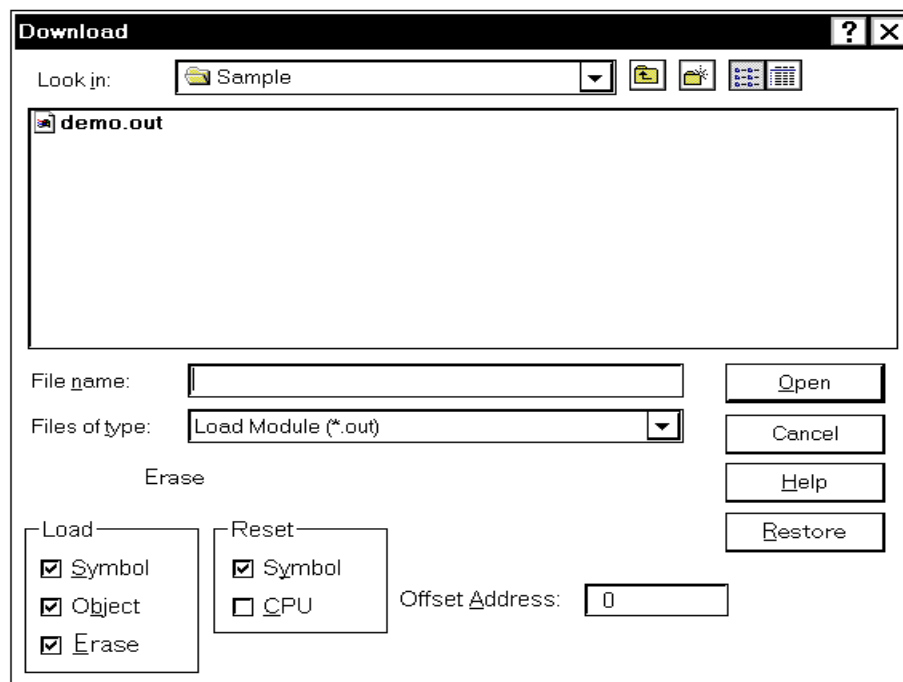 Download
Look in: Sample
demo.out
File name:
Open
Files of type: Load Module (*.out)
Cancel
Erase
Help
Load
Reset
Restore
Symbol
Symbol
Object
CPU
Offset Address: 0
Erase